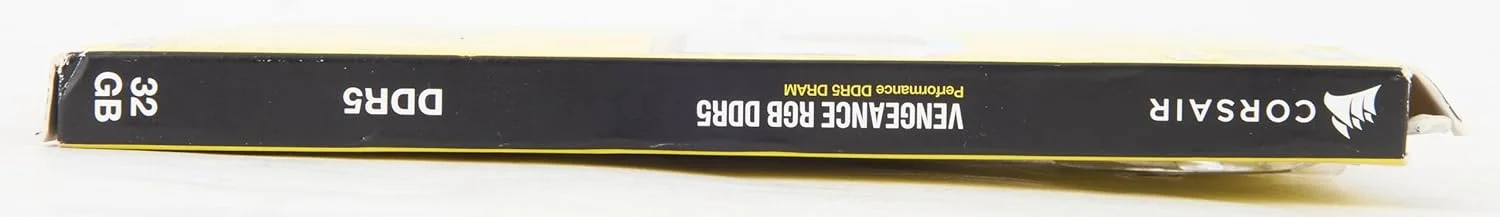 CORSAIR
VENGEANCE RGB DDR5
Performance DDR5 DRAM
DDR5
32
GB